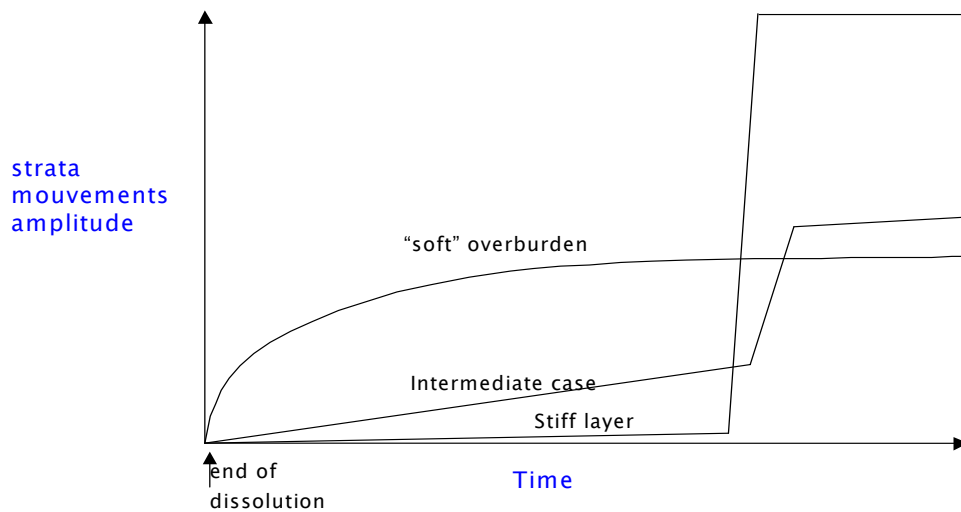 strata
mouvements
amplitude
“soft” overburden
Intermediate case
Stiff layer
end of
dissolution
Time